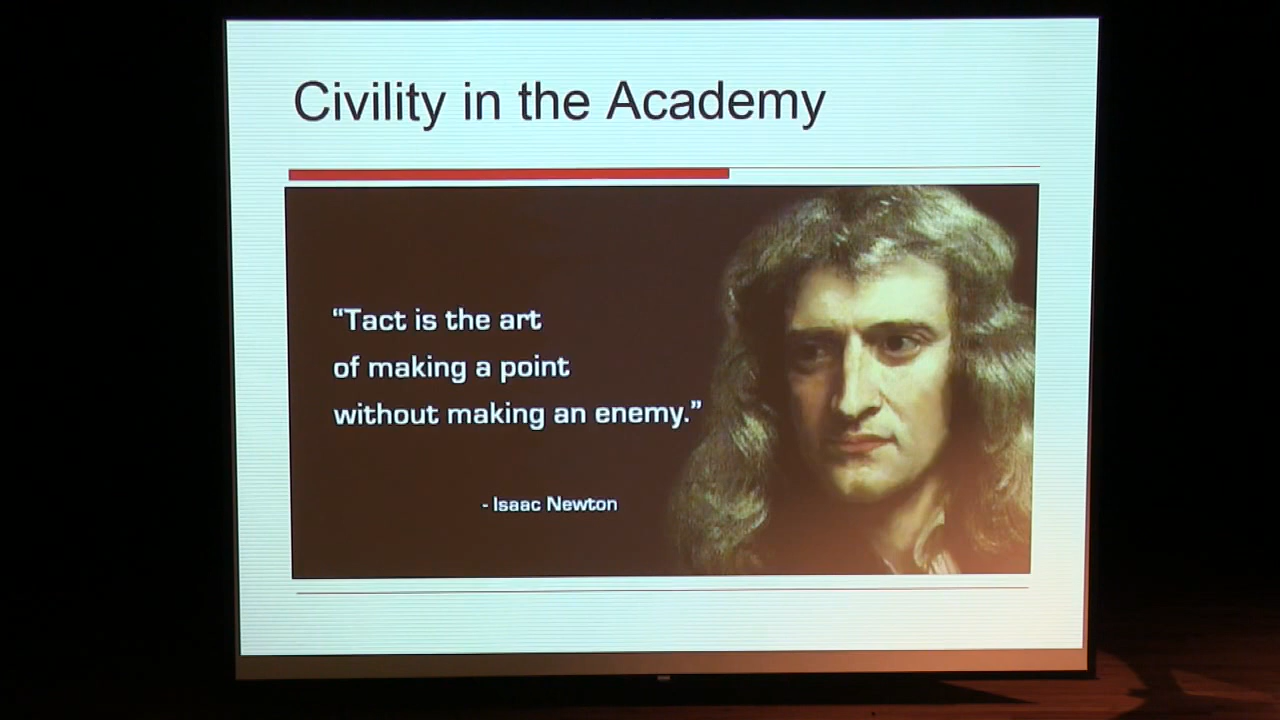 Civility in the Academy
“Tact is the art
of making a point
without making an enemy.”
- Isaac Newton